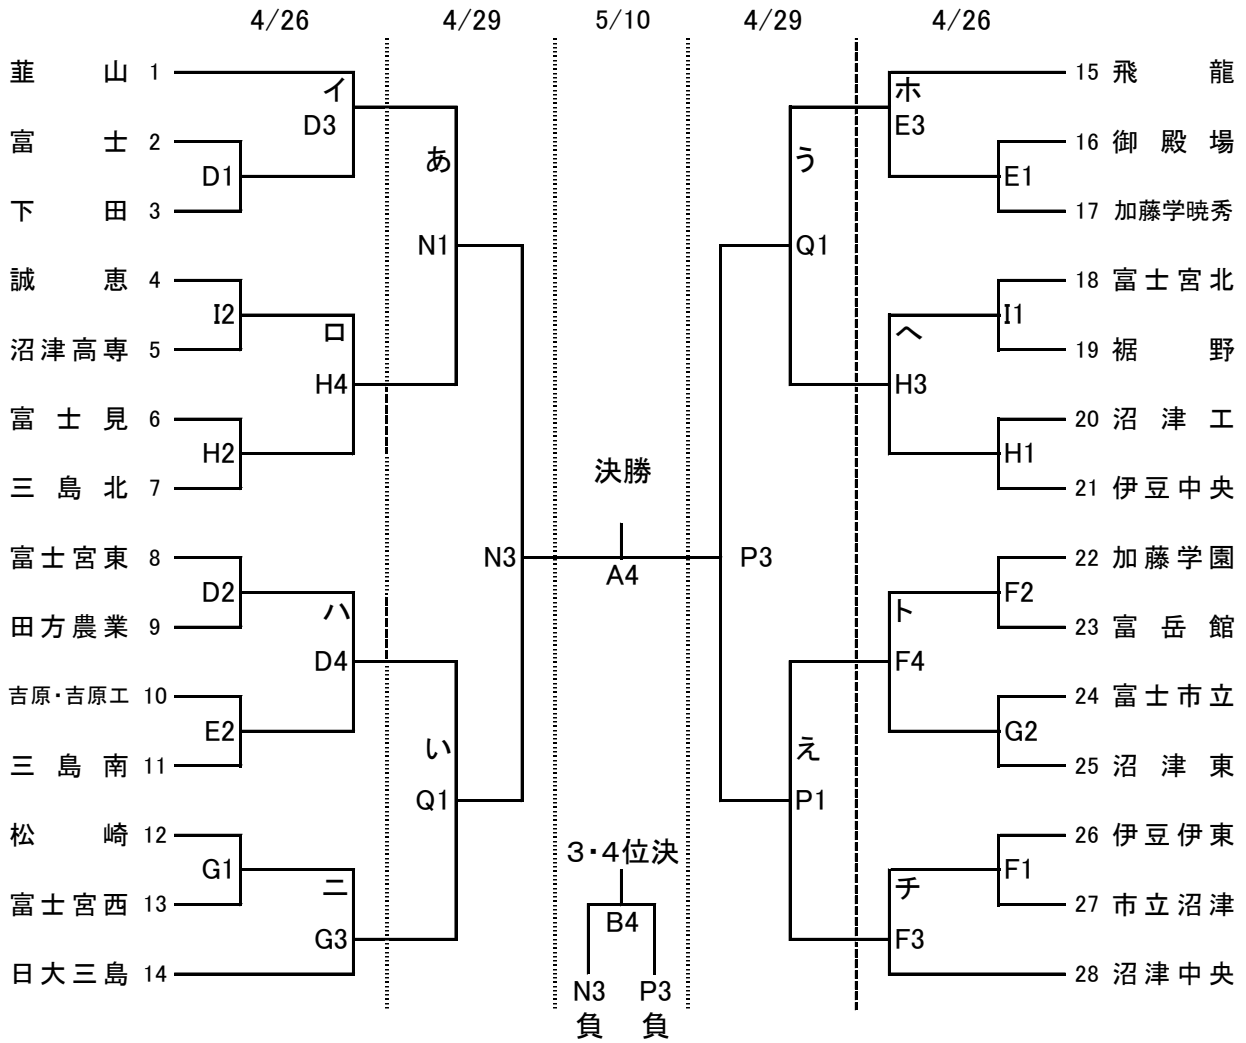 4/26 4/29 5/10 4/29 4/26
韮山 1 15 飛龍
イ ホ
D3 E3
富士 2 16 御殿場
あ う
D1 E1
下田 3 17 加藤学暁秀
N1 Q1
誠恵 4 18 富士宮北
I2 I1
ロ ヘ
沼津高専 5 19 裾野
H4 H3
富士見 6 20 沼津工
H2 H1
決勝
三島北 7 21 伊豆中央
富士宮東 8 N3 P3 22 加藤学園
A4
D2 F2
ハ ト
田方農業 9 23 富岳館
D4 F4
吉原・吉原工 10 24 富士市立
E2 G2
い え
三島南 11 25 沼津東
Q1 P1
松崎 12 26 伊豆伊東
3・4位決
G1 F1
ニ チ
富士宮西 13 27 市立沼津
B4
G3 F3
日大三島 14 28 沼津中央
N3 P3
負 負